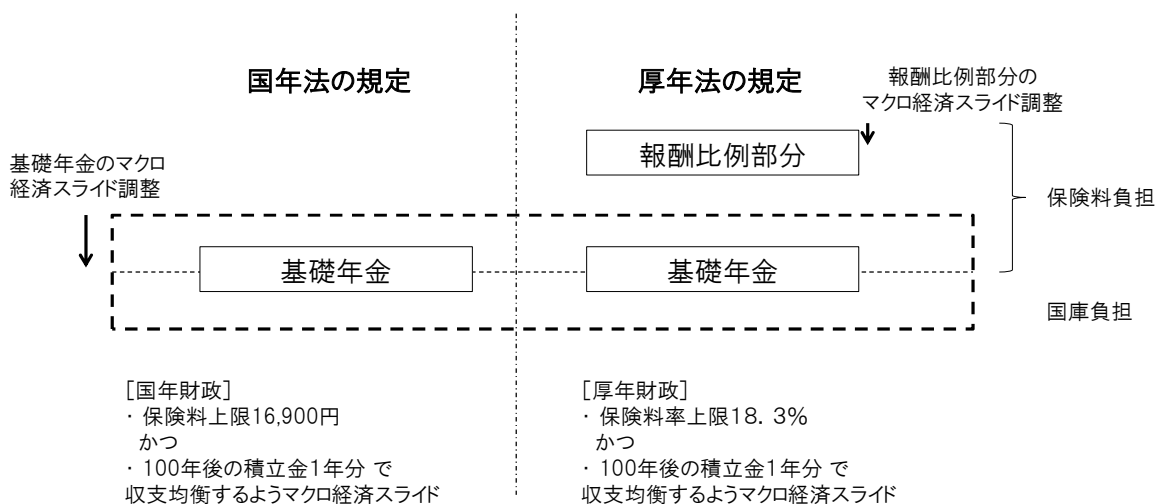 国年法の規定
厚年法の規定
報酬比例部分の
マクロ経済スライド調整
報酬比例部分
基礎年金のマクロ
経済スライド調整
保険料負担
基礎年金
基礎年金
国庫負担
[国年財政]
・ 保険料上限16,900円
かつ
・ 100年後の積立金1年分 で
収支均衡するようマクロ経済スライド
[厚年財政]
・ 保険料率上限18. 3%
かつ
・ 100年後の積立金1年分 で
収支均衡するようマクロ経済スライド